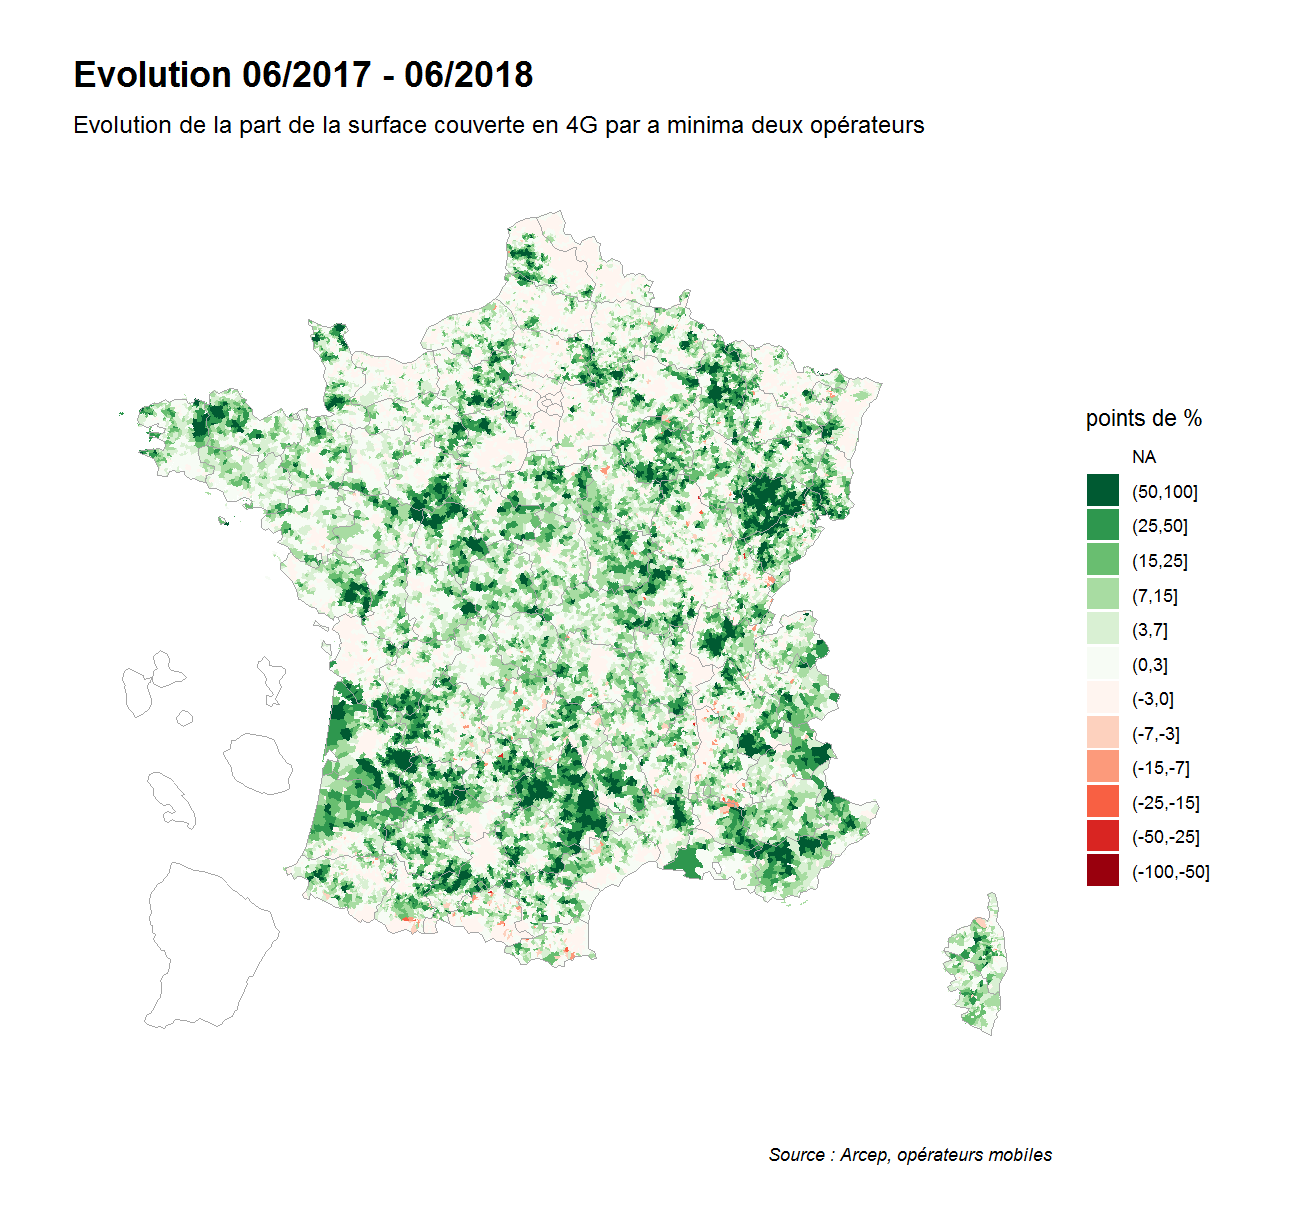 Evolution 06/2017 - 06/2018
Evolution de la part de la surface couverte en 4G par a minima deux opérateurs
points de %
NA
(50,100]
(25,50]
(15,25]
(7,15]
(3,7]
(0,3]
(-3,0]
(-7,-3]
(-15,-7]
(-25,-15]
(-50,-25]
(-100,-50]
Source : Arcep, opérateurs mobiles